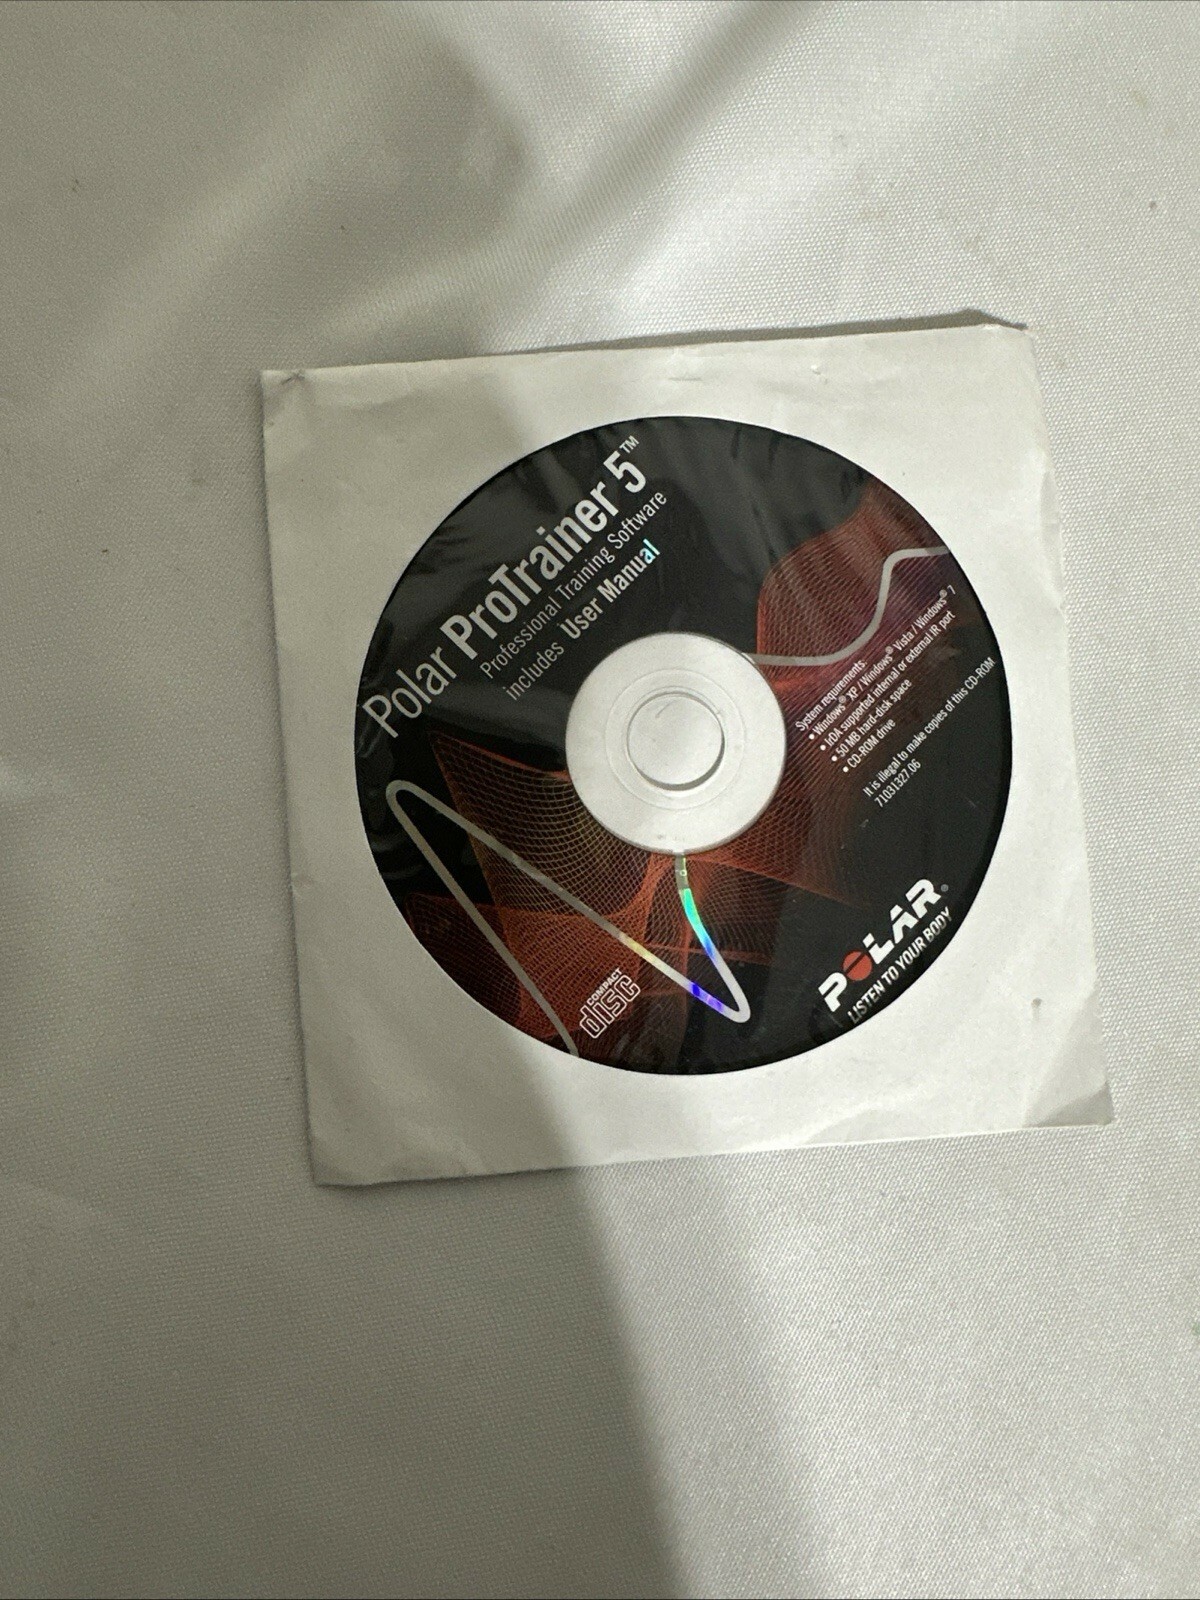 Polar ProTrainer 5™
Professional Training Software
includes User Manual
System requirements:
• Windows® XP / Windows® Vista / Windows® 7
• IrDA supported internal or external IR port
• 50 MB hard-disk space
• CD-ROM drive
It is illegal to make copies of this CD-ROM
71031327.06
COMPACT
disc
POLAR®
LISTEN TO YOUR BODY